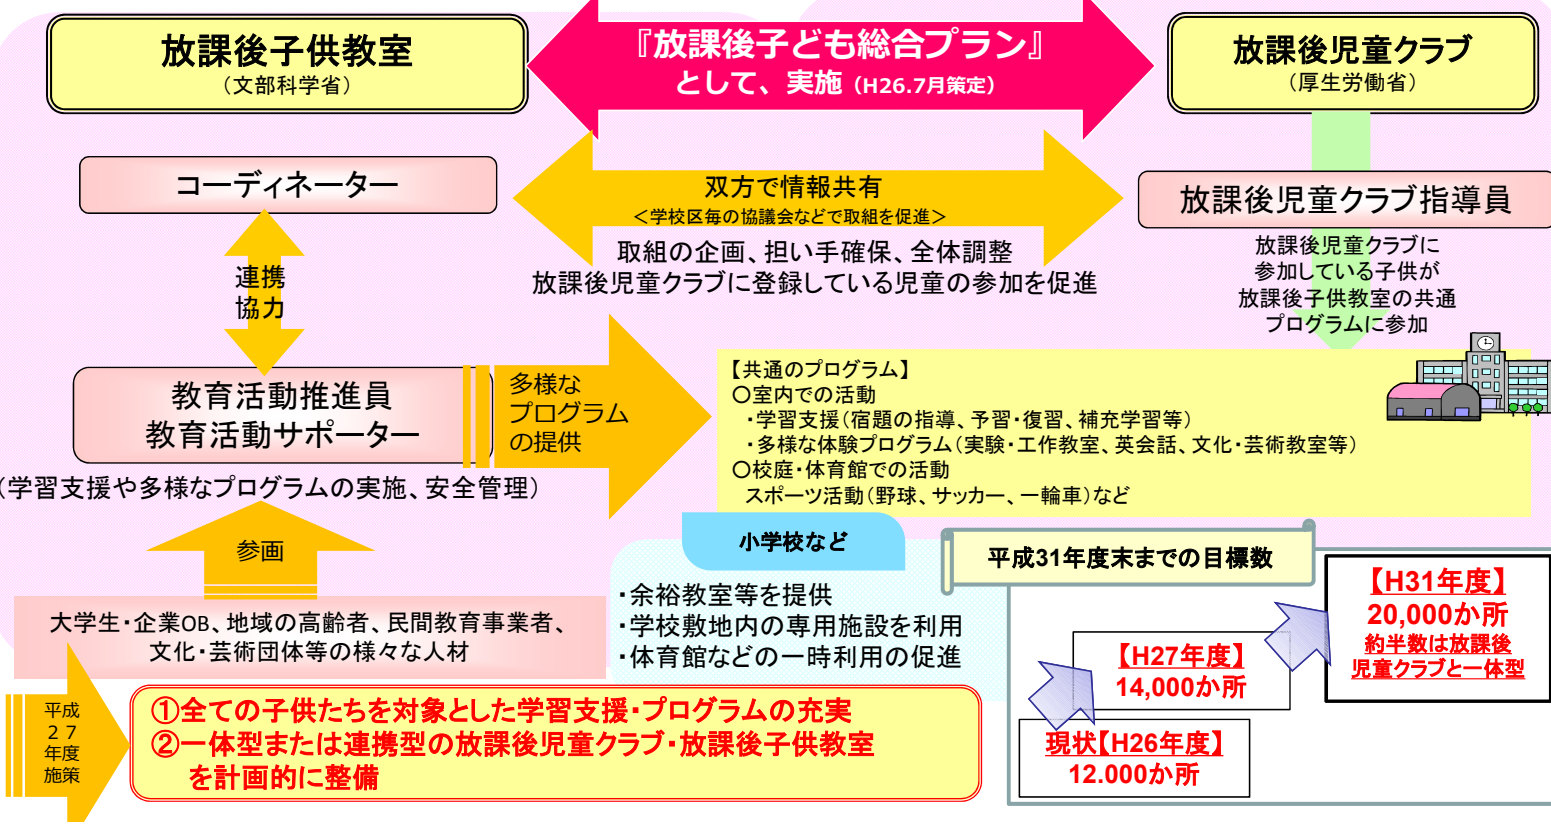 放課後子供教室
（文部科学省）
『放課後子ども総合プラン』
として、実施（H26.7月策定）
放課後児童クラブ
（厚生労働省）
コーディネーター
双方で情報共有
＜学校区毎の協議会などで取組を促進＞
取組の企画、担い手確保、全体調整
放課後児童クラブに登録している児童の参加を促進
放課後児童クラブ指導員
放課後児童クラブに
参加している子供が
放課後子供教室の共通
プログラムに参加
連携
協力
教育活動推進員
教育活動サポーター
（学習支援や多様なプログラムの実施、安全管理）
多様な
プログラム
の提供
【共通のプログラム】
○室内での活動
・学習支援（宿題の指導、予習・復習、補充学習等）
・多様な体験プログラム（実験・工作教室、英会話、文化・芸術教室等）
○校庭・体育館での活動
スポーツ活動（野球、サッカー、一輪車）など
参画
大学生・企業OB、地域の高齢者、民間教育事業者、
文化・芸術団体等の様々な人材
小学校など
・余裕教室等を提供
・学校敷地内の専用施設を利用
・体育館などの一時利用の促進
平成31年度末までの目標数
【H31年度】
20,000か所
約半数は放課後
児童クラブと一体型
【H27年度】
14,000か所
現状【H26年度】
12.000か所
平成
２７
年度
施策
①全ての子供たちを対象とした学習支援・プログラムの充実
②一体型または連携型の放課後児童クラブ・放課後子供教室
を計画的に整備